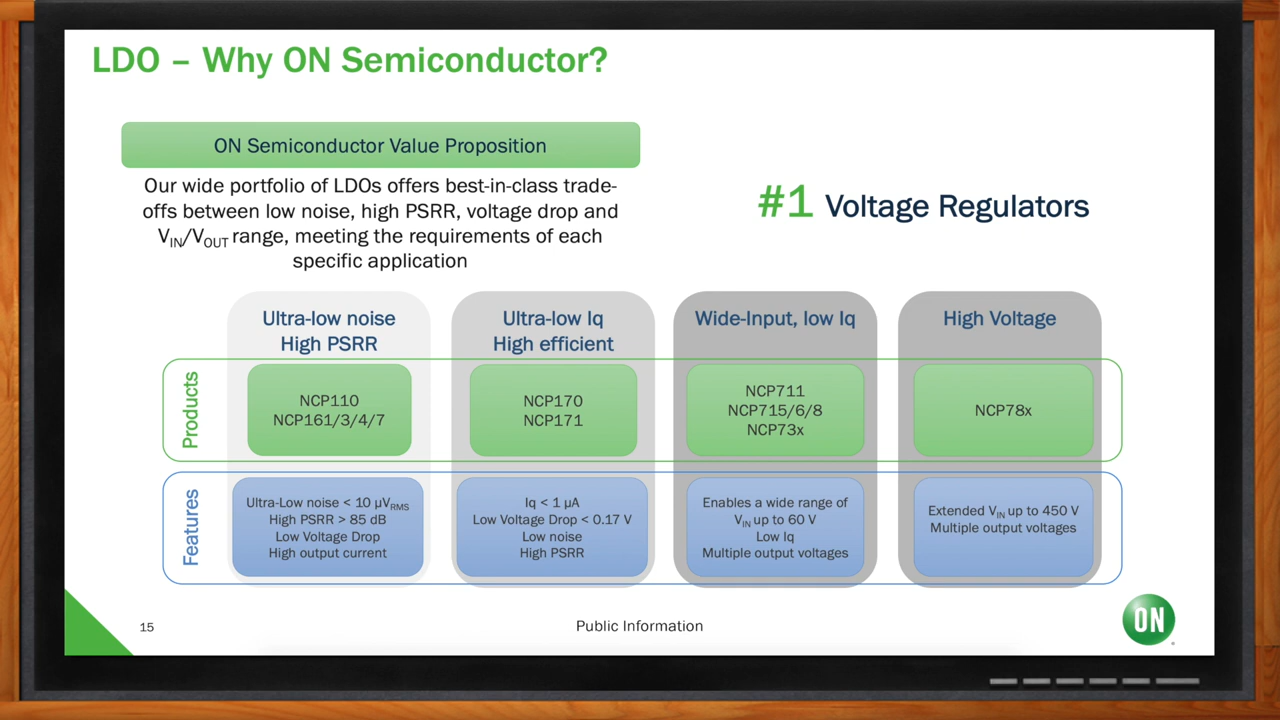 LDO – Why ON Semiconductor?
ON Semiconductor Value Proposition
Our wide portfolio of LDOs offers best-in-class trade-
offs between low noise, high PSRR, voltage drop and
VIN/VOUT range, meeting the requirements of each
specific application
#1 Voltage Regulators
Ultra-low noise
High PSRR
Ultra-low Iq
High efficient
Wide-Input, low Iq
High Voltage
Products
NCP110
NCP161/3/4/7
NCP170
NCP171
NCP711
NCP715/6/8
NCP73x
NCP78x
Features
Ultra-Low noise < 10 µVRMS
High PSRR > 85 dB
Low Voltage Drop
High output current
Iq < 1 µA
Low Voltage Drop < 0.17 V
Low noise
High PSRR
Enables a wide range of
VIN up to 60 V
Low Iq
Multiple output voltages
Extended VIN up to 450 V
Multiple output voltages
15
Public Information
ON